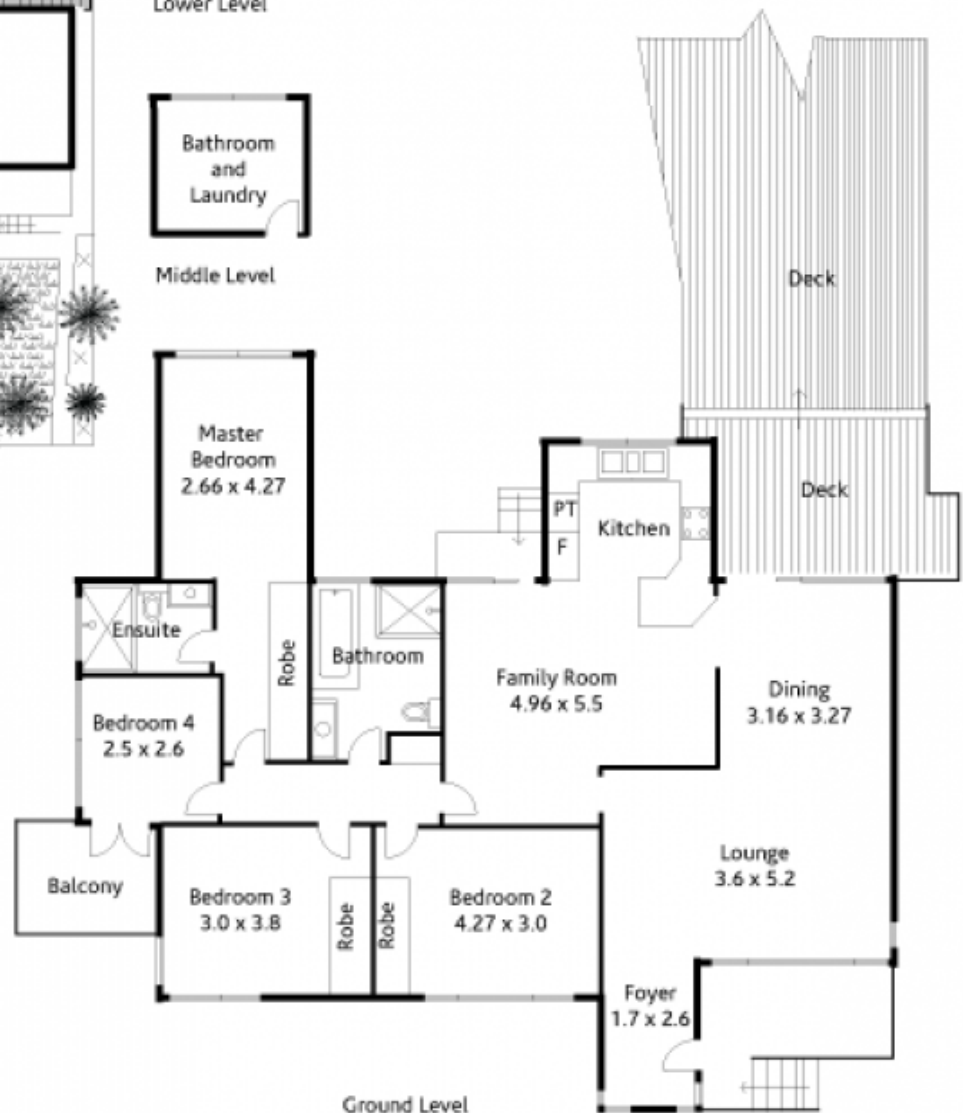 Lower Level
Bathroom
and
Laundry
Middle Level
Deck
Master
Bedroom
2.66 x 4.27
Deck
PT
Kitchen
F
Ensuite
Robe
Bathroom
Family Room
4.96 x 5.5
Dining
3.16 x 3.27
Bedroom 4
2.5 x 2.6
Lounge
3.6 x 5.2
Balcony
Bedroom 3
3.0 x 3.8
Robe
Robe
Bedroom 2
4.27 x 3.0
Foyer
1.7 x 2.6
Ground Level